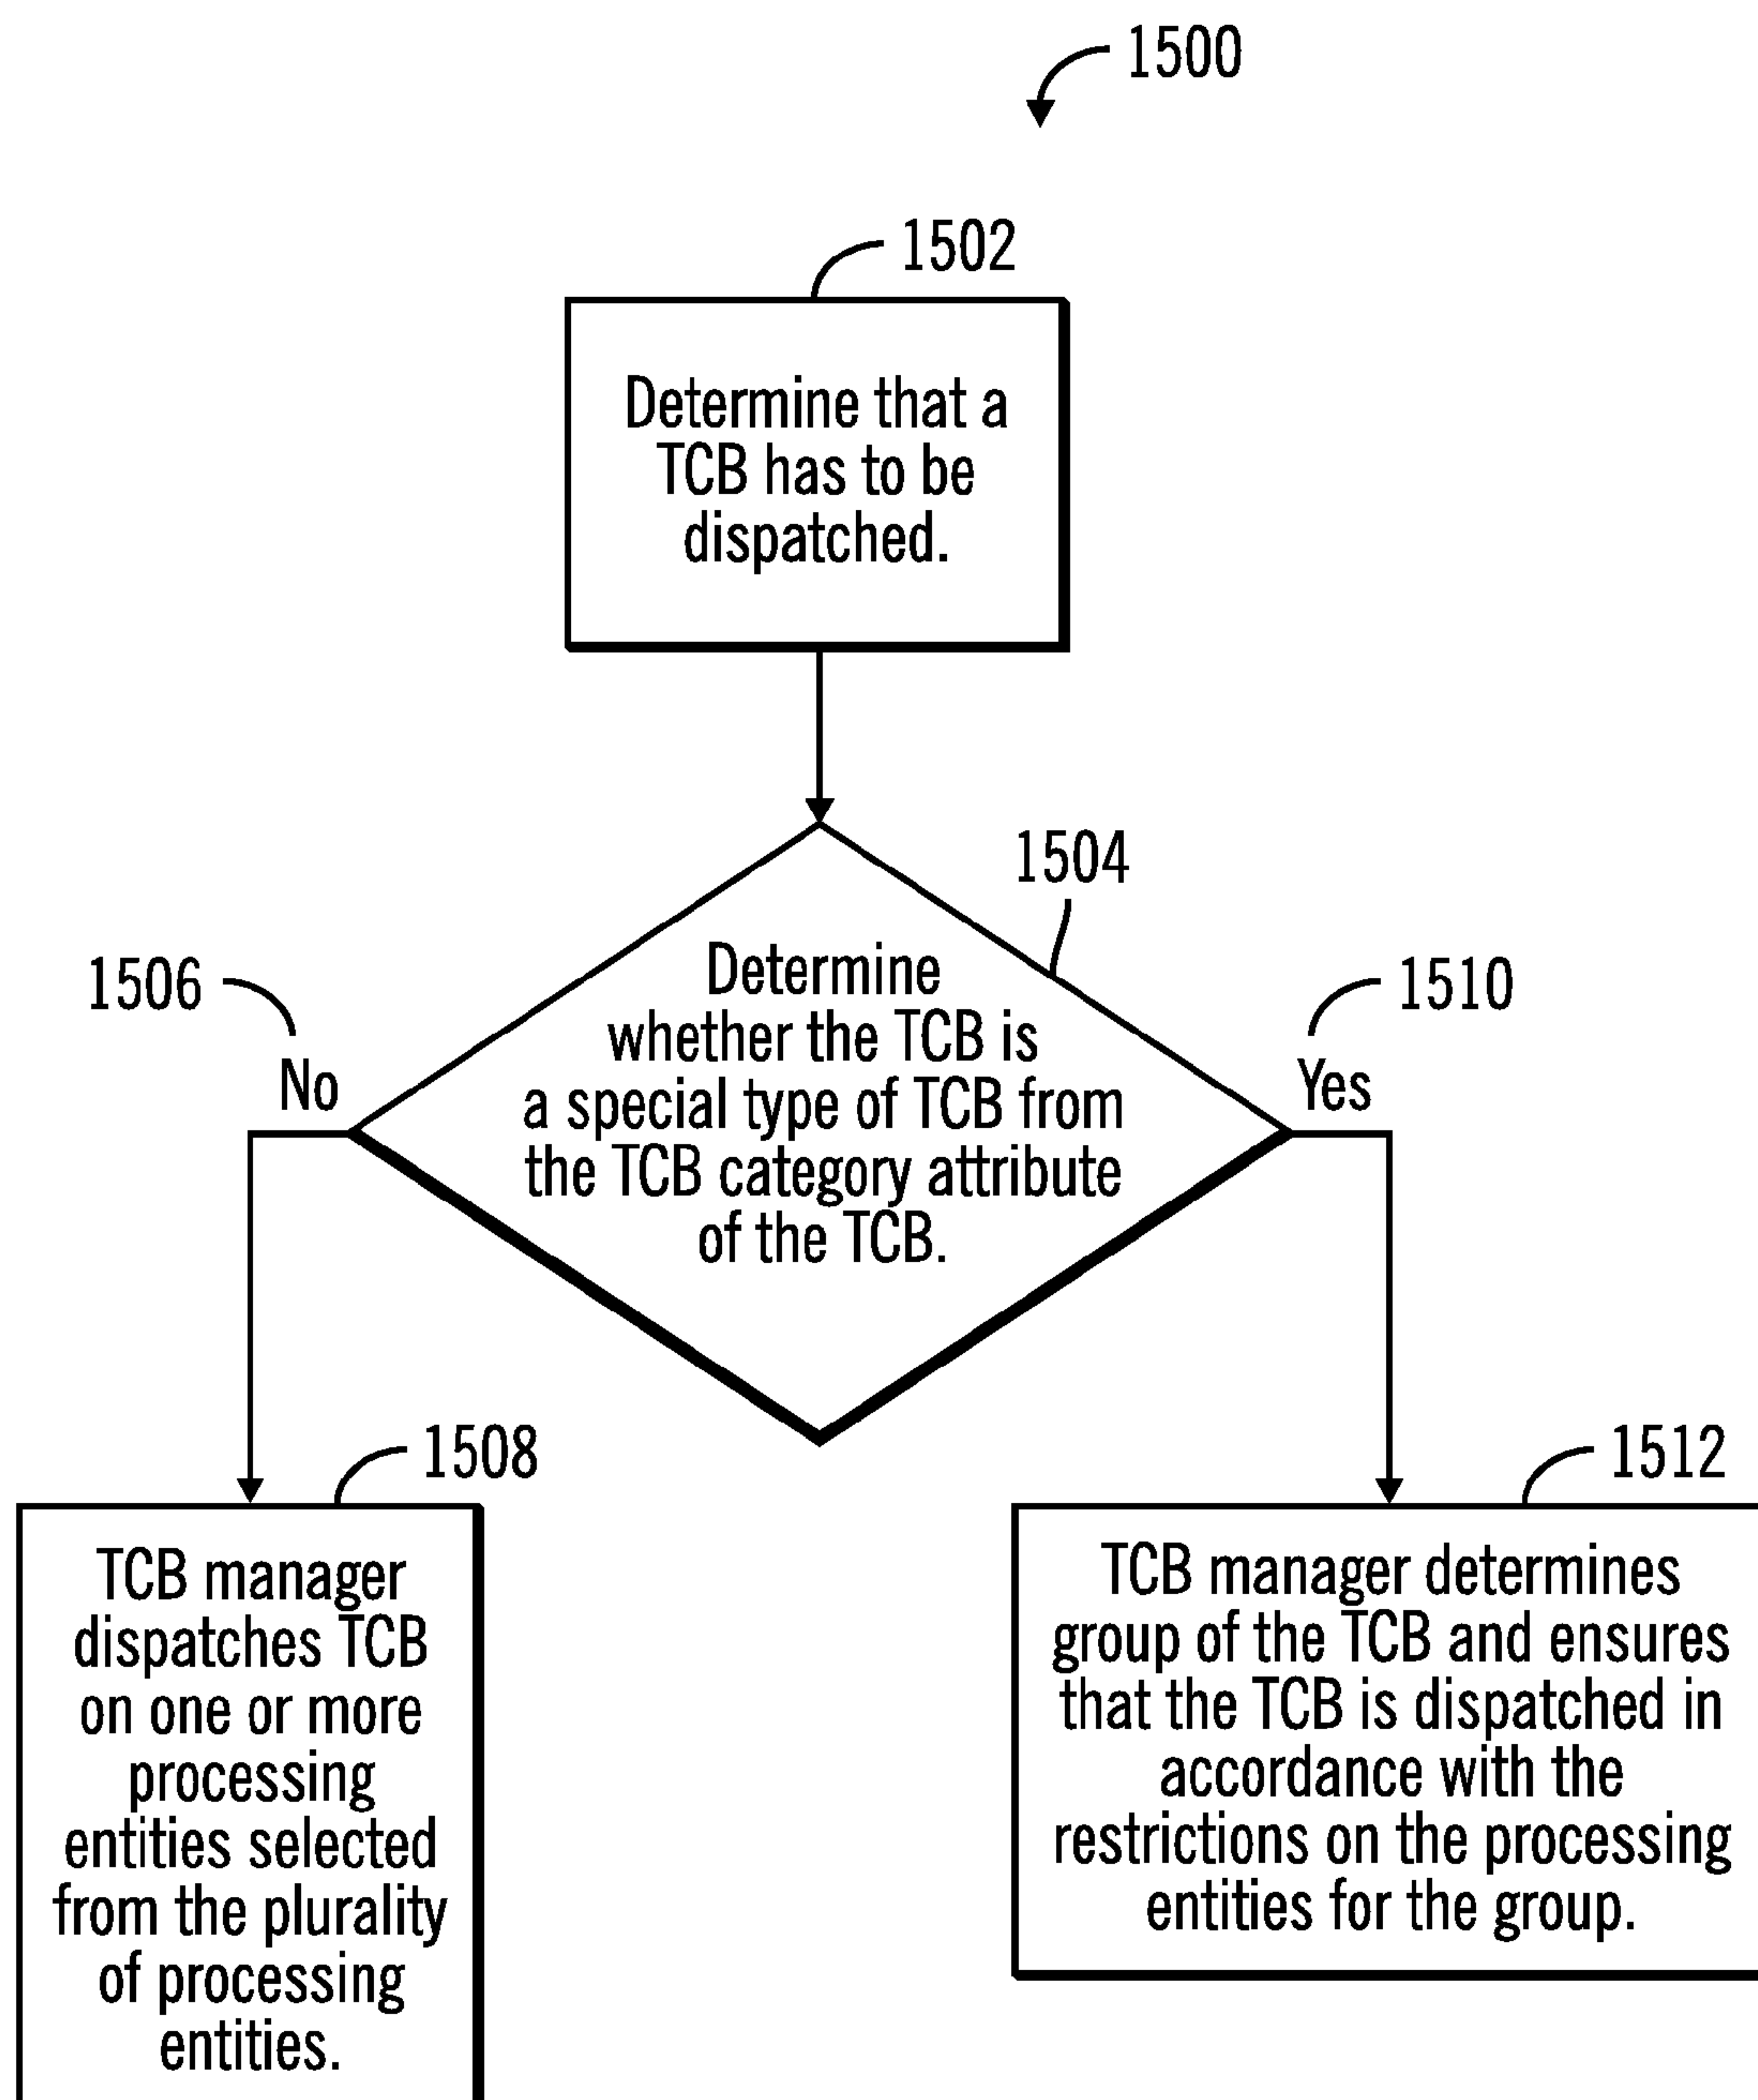 1500
1502
Determine that a
TCB has to be
dispatched.
1504
Determine
whether the TCB is
a special type of TCB from
the TCB category attribute
of the TCB.
1506
No
1510
Yes
1508
TCB manager
dispatches TCB
on one or more
processing
entities selected
from the plurality
of processing
entities.
1512
TCB manager determines
group of the TCB and ensures
that the TCB is dispatched in
accordance with the
restrictions on the processing
entities for the group.